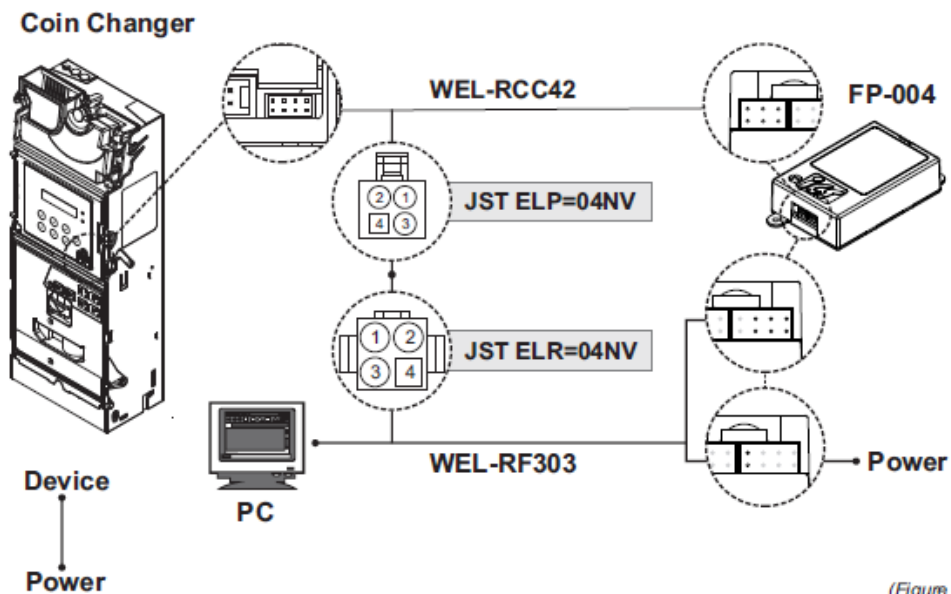 Coin Changer
WEL-RCC42
FP-004
2 1
JST ELP=04NV
4 3
1 2
JST ELR=04NV
3 4
WEL-RF303
Power
Device
PC
Power
(Figure